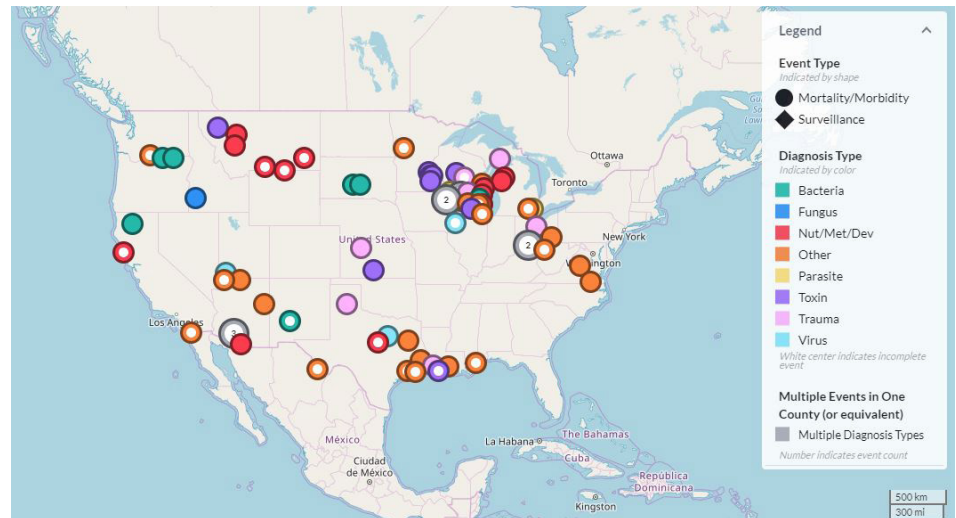 Legend
Event Type
Indicated by shape
Mortality/Morbidity
Surveillance
Diagnosis Type
Indicated by color
Bacteria
Fungus
Nut/Met/Dev
Other
Parasite
Toxin
Trauma
Virus
White center indicates incomplete
event
Multiple Events in One
County (or equivalent)
Multiple Diagnosis Types
Number indicates event count
Ottawa
Toronto
2
New York
United States
2
Washington
Los Angeles
3
La Habana
The Bahamas
México
Cuba
Ciudad
de México
República
Dominicana
Kingston
500 km
300 mi